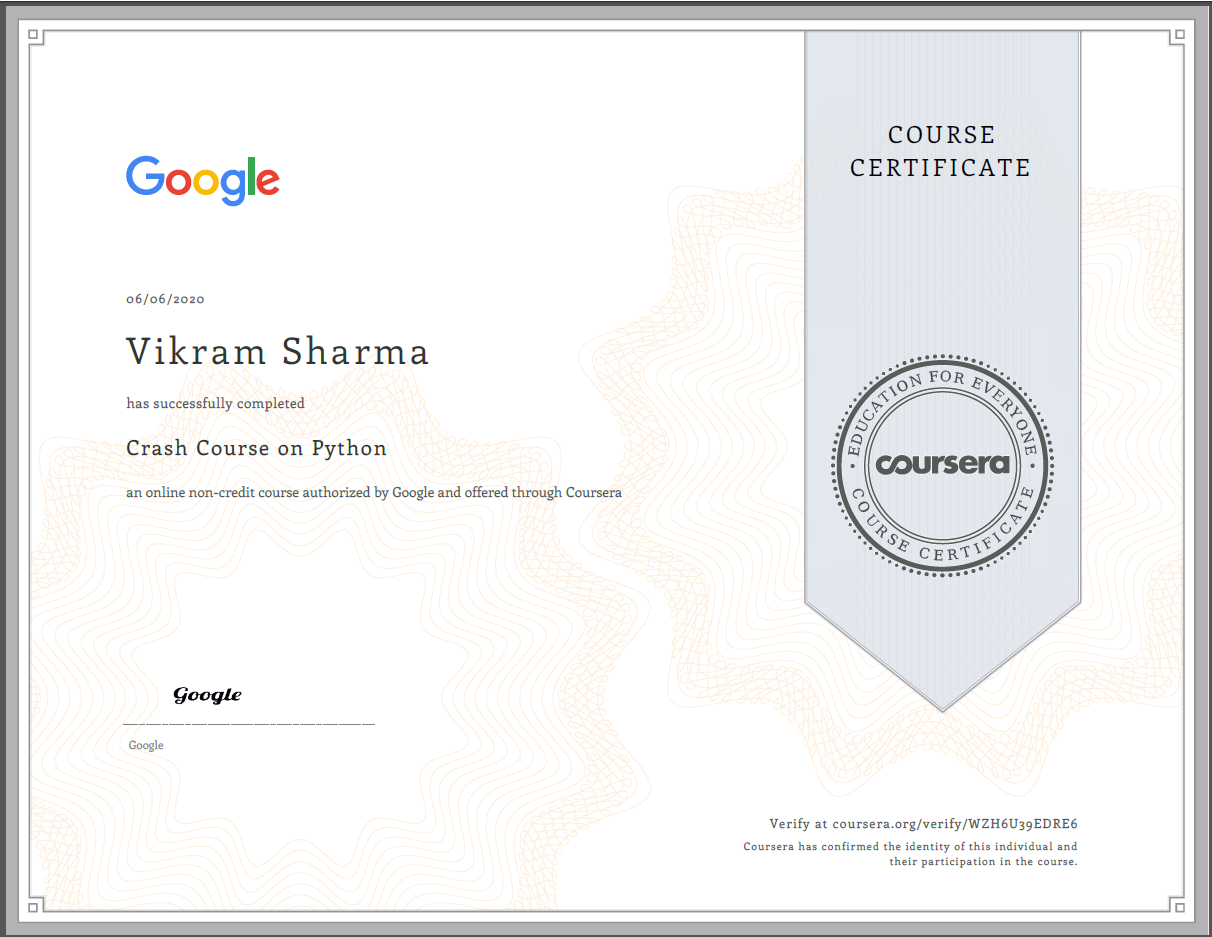 Google
COURSE
CERTIFICATE
06/06/2020
Vikram Sharma
has successfully completed
Crash Course on Python
an online non-credit course authorized by Google and offered through Coursera
EDUCATION FOR EVERYONE
coursera
COURSE CERTIFICATE
Google
Google
Verify at coursera.org/verify/WZH6U39EDRE6
Coursera has confirmed the identity of this individual and
their participation in the course.